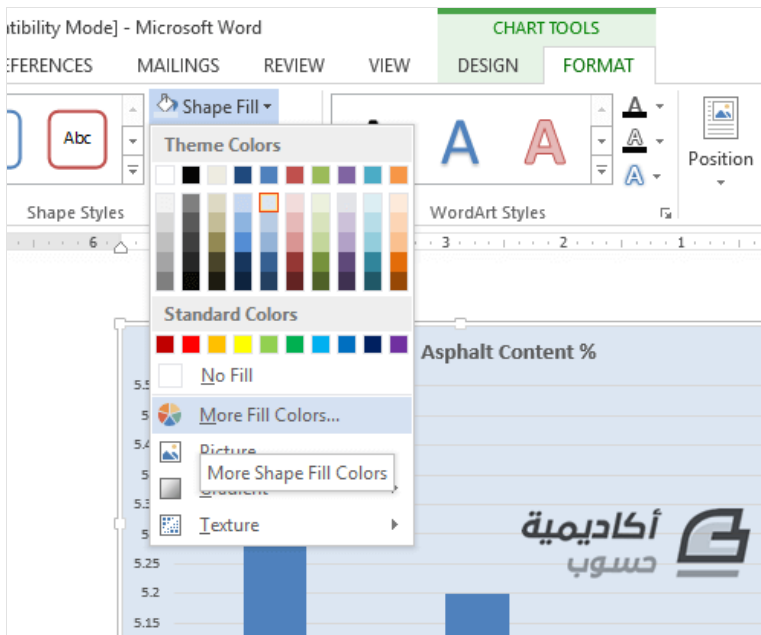 atibility Mode] - Microsoft Word
CHART TOOLS
EFERENCES MAILINGS REVIEW VIEW DESIGN FORMAT
Abc
Shape Fill
A A A
A
A
A
Position
Shape Styles
WordArt Styles
6 3 2 1
Theme Colors
Standard Colors
No Fill
More Fill Colors...
Picture
More Shape Fill Colors
Gradient
Texture
Asphalt Content %
5.5
5
5.4
5
5.3
5
5.25
5.2
5.15
أكاديمية
حسوب